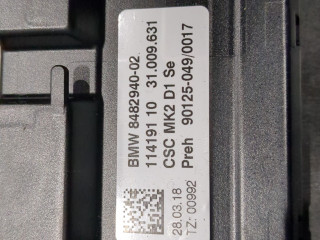 BMW 8482940-02
114191 10 31.009.631
CSC MK2 D1 Se
Preh 90125-049/0017
28.03.18
TZ: 00992